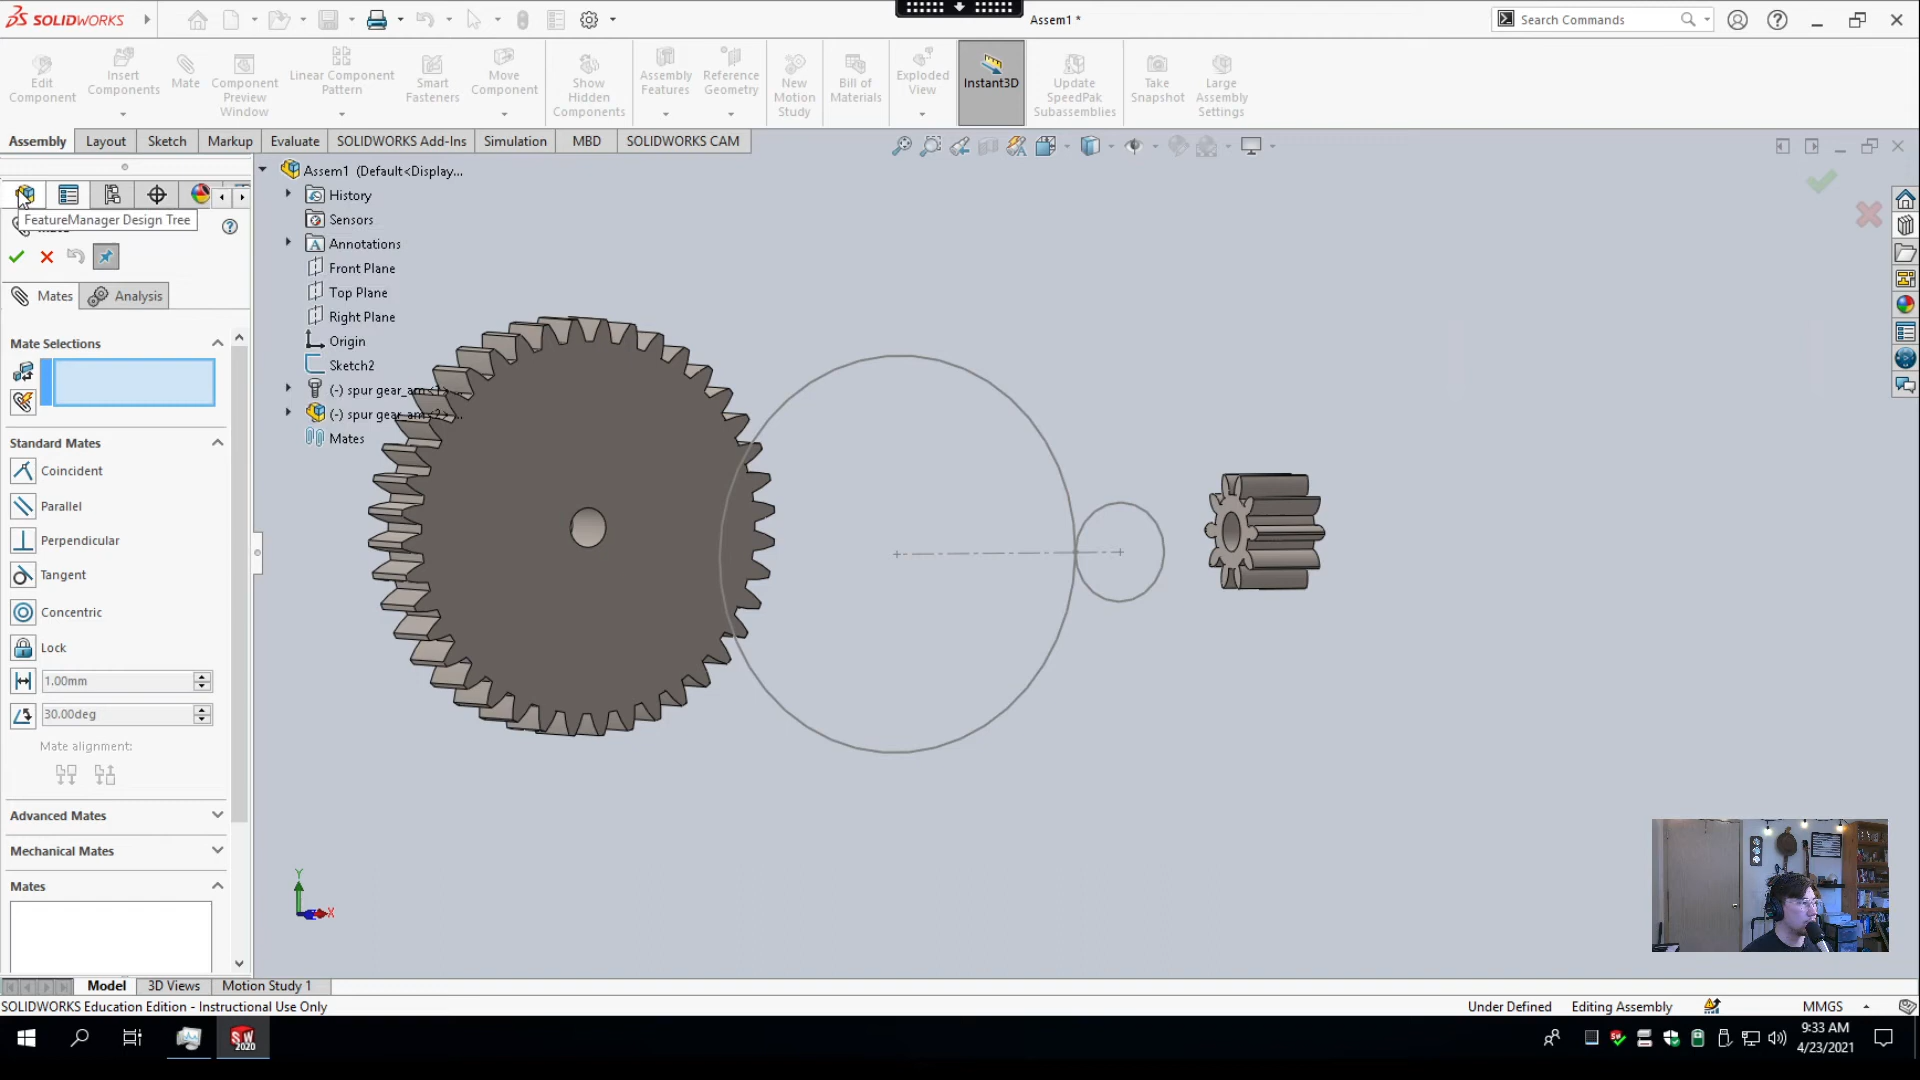 SOLIDWORKS
Assem1 *
Search Commands
Edit
Component
Insert
Components
Mate
Component
Preview
Window
Linear Component
Pattern
Smart
Fasteners
Move
Component
Show
Hidden
Components
Assembly
Features
Reference
Geometry
New
Motion
Study
Bill of
Materials
Exploded
View
Instant3D
Update
SpeedPak
Subassemblies
Take
Snapshot
Large
Assembly
Settings
Assembly
Layout
Sketch
Markup
Evaluate
SOLIDWORKS Add-Ins
Simulation
MBD
SOLIDWORKS CAM
FeatureManager Design Tree
Mates
Analysis
Mate Selections
Standard Mates
Coincident
Parallel
Perpendicular
Tangent
Concentric
Lock
1.00mm
30.00deg
Mate alignment:
Advanced Mates
Mechanical Mates
Mates
Assem1 (Default<Display...
History
Sensors
Annotations
Front Plane
Top Plane
Right Plane
Origin
Sketch2
(-) spur gear_am
(-) spur gear_am
Mates
Y
X
Model
3D Views
Motion Study 1
SOLIDWORKS Education Edition - Instructional Use Only
Under Defined
Editing Assembly
MMGS
SW
2020
9:33 AM
4/23/2021